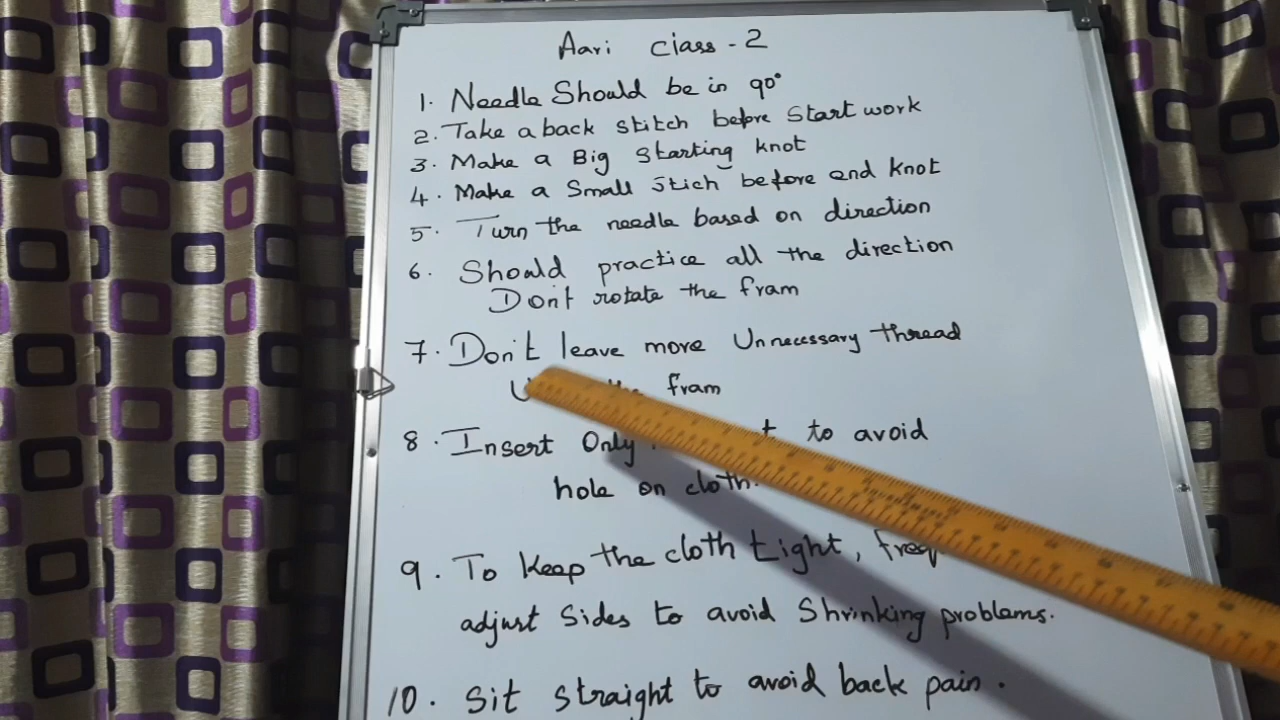 Aari class - 2
1. Needle Should be in 90°
2. Take a back stitch before Start work
3. Make a Big Starting knot
4. Make a Small Stich before end knot
5. Turn the needle based on direction
6. Should practice all the direction
Don't rotate the fram
7. Don't leave more Unnecessary thread
the fram
8. Insert Only to avoid
hole on cloth.
9. To Keep the cloth tight,
adjust Sides to avoid Shrinking problems.
10. Sit straight to avoid back pain.